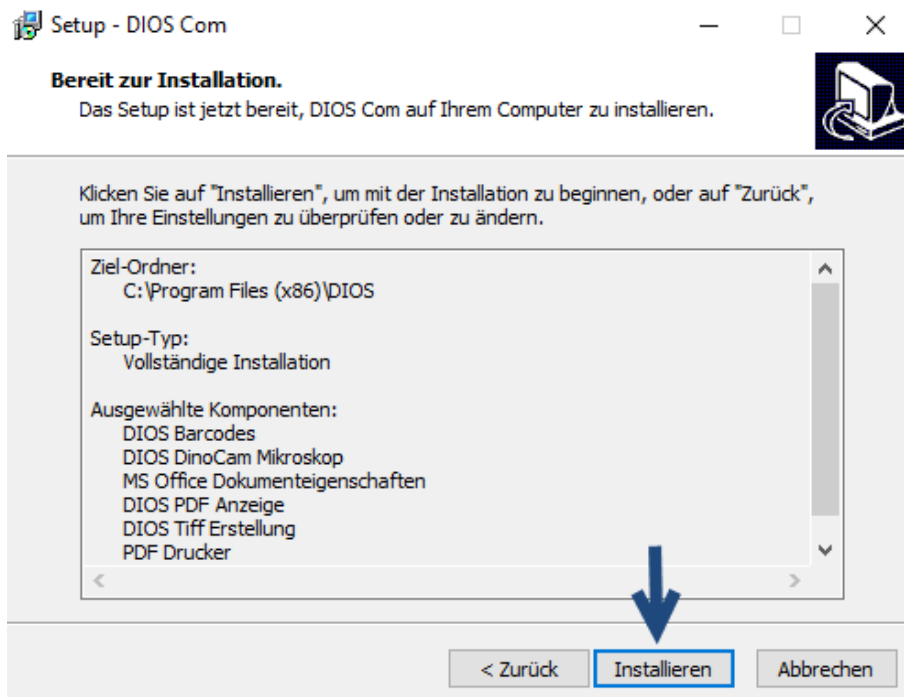 Setup - DIOS Com
Bereit zur Installation.
Das Setup ist jetzt bereit, DIOS Com auf Ihrem Computer zu installieren.
Klicken Sie auf "Installieren", um mit der Installation zu beginnen, oder auf "Zurück",
um Ihre Einstellungen zu überprüfen oder zu ändern.
Ziel-Ordner:
C:\Program Files (x86)\DIOS
Setup-Typ:
Vollständige Installation
Ausgewählte Komponenten:
DIOS Barcodes
DIOS DinoCam Mikroskop
MS Office Dokumenteigenschaften
DIOS PDF Anzeige
DIOS Tiff Erstellung
PDF Drucker
< Zurück Installieren Abbrechen